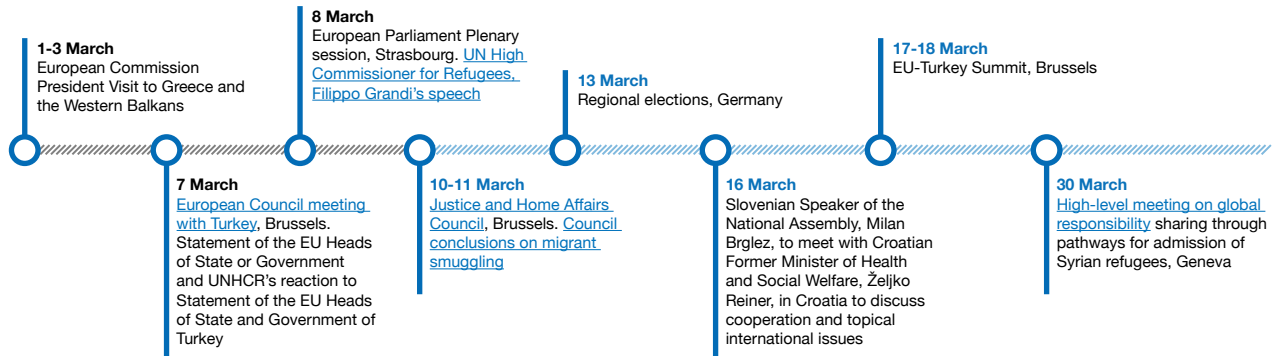 1-3 March
European Commission
President Visit to Greece and
the Western Balkans
7 March
European Council meeting
with Turkey, Brussels.
Statement of the EU Heads
of State or Government
and UNHCR's reaction to
Statement of the EU Heads
of State and Government of
Turkey
8 March
European Parliament Plenary
session, Strasbourg. UN High
Commissioner for Refugees,
Filippo Grandi's speech
10-11 March
Justice and Home Affairs
Council, Brussels. Council
conclusions on migrant
smuggling
13 March
Regional elections, Germany
16 March
Slovenian Speaker of the
National Assembly, Milan
Brglez, to meet with Croatian
Former Minister of Health
and Social Welfare, Željko
Reiner, in Croatia to discuss
cooperation and topical
international issues
17-18 March
EU-Turkey Summit, Brussels
30 March
High-level meeting on global
responsibility sharing through
pathways for admission of
Syrian refugees, Geneva